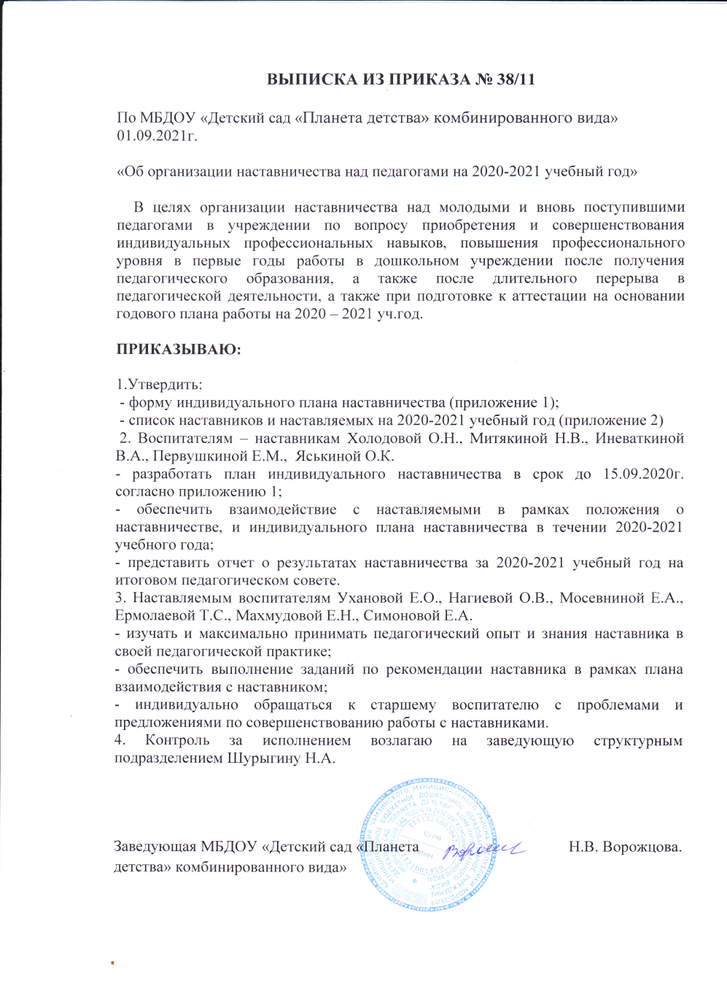 ВЫПИСКА ИЗ ПРИКАЗА № 38/11
По МБДОУ «Детский сад «Планета детства» комбинированного вида»
01.09.2021г.
«Об организации наставничества над педагогами на 2020-2021 учебный год»
В целях организации наставничества над молодыми и вновь поступившими
педагогами в учреждении по вопросу приобретения и совершенствования
индивидуальных профессиональных навыков, повышения профессионального
уровня в первые годы работы в дошкольном учреждении после получения
педагогического образования, а также после длительного перерыва в
педагогической деятельности, а также при подготовке к аттестации на основании
годового плана работы на 2020 – 2021 уч.год.
ПРИКАЗЫВАЮ:
1.Утвердить:
- форму индивидуального плана наставничества (приложение 1);
- список наставников и наставляемых на 2020-2021 учебный год (приложение 2)
2. Воспитателям – наставникам Холодовой О.Н., Митякиной Н.В., Иневаткиной
В.А., Первушкиной Е.М., Яськиной О.К.
- разработать план индивидуального наставничества в срок до 15.09.2020г.
согласно приложению 1;
- обеспечить взаимодействие с наставляемыми в рамках положения о
наставничестве, и индивидуального плана наставничества в течении 2020-2021
учебного года;
- представить отчет о результатах наставничества за 2020-2021 учебный год на
итоговом педагогическом совете.
3. Наставляемым воспитателям Ухановой Е.О., Нагиевой О.В., Мосевниной Е.А.,
Ермолаевой Т.С., Махмудовой Е.Н., Симоновой Е.А.
- изучать и максимально принимать педагогический опыт и знания наставника в
своей педагогической практике;
- обеспечить выполнение заданий по рекомендации наставника в рамках плана
взаимодействия с наставником;
- индивидуально обращаться к старшему воспитателю с проблемами и
предложениями по совершенствованию работы с наставниками.
4. Контроль за исполнением возлагаю на заведующую структурным
подразделением Шурыгину Н.А.
Заведующая МБДОУ «Детский сад «Планета Н.В. Ворожцова.
детства» комбинированного вида»